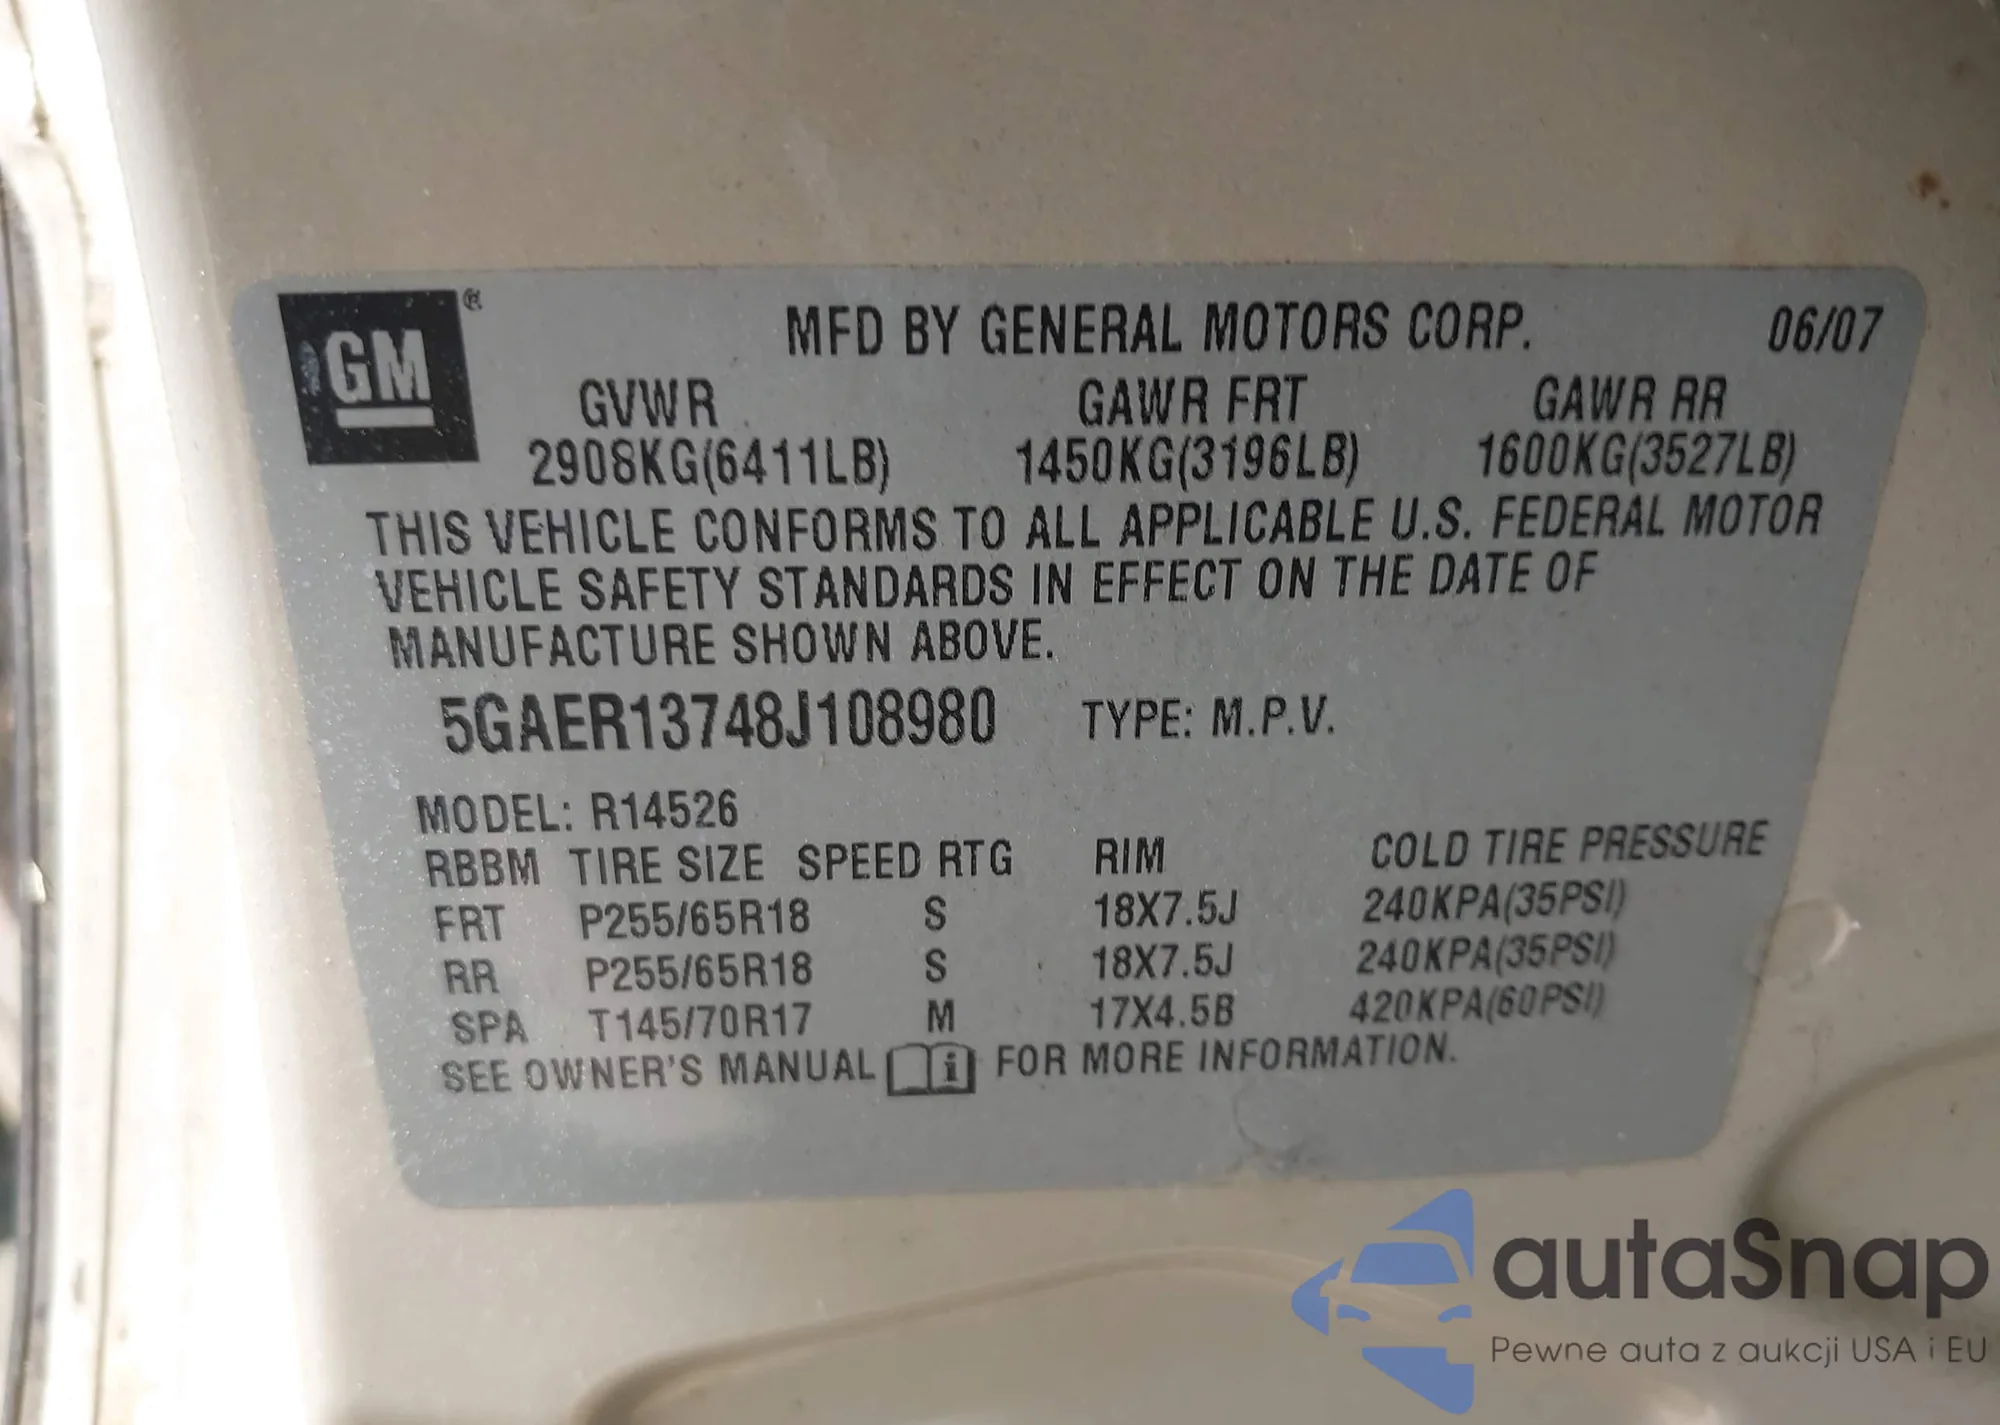 GM ®
MFD BY GENERAL MOTORS CORP. 06/07
GVWR GAWR FRT GAWR RR
2908KG(6411LB) 1450KG(3196LB) 1600KG(3527LB)
THIS VEHICLE CONFORMS TO ALL APPLICABLE U.S. FEDERAL MOTOR
VEHICLE SAFETY STANDARDS IN EFFECT ON THE DATE OF
MANUFACTURE SHOWN ABOVE.
5GAER13748J108980 TYPE: M.P.V.
MODEL: R14526
RBBM TIRE SIZE SPEED RTG RIM COLD TIRE PRESSURE
FRT P255/65R18 S 18X7.5J 240KPA(35PSI)
RR P255/65R18 S 18X7.5J 240KPA(35PSI)
SPA T145/70R17 M 17X4.5B 420KPA(60PSI)
SEE OWNER'S MANUAL i FOR MORE INFORMATION.
autaSnap
Pewne auta z aukcji USA i EU